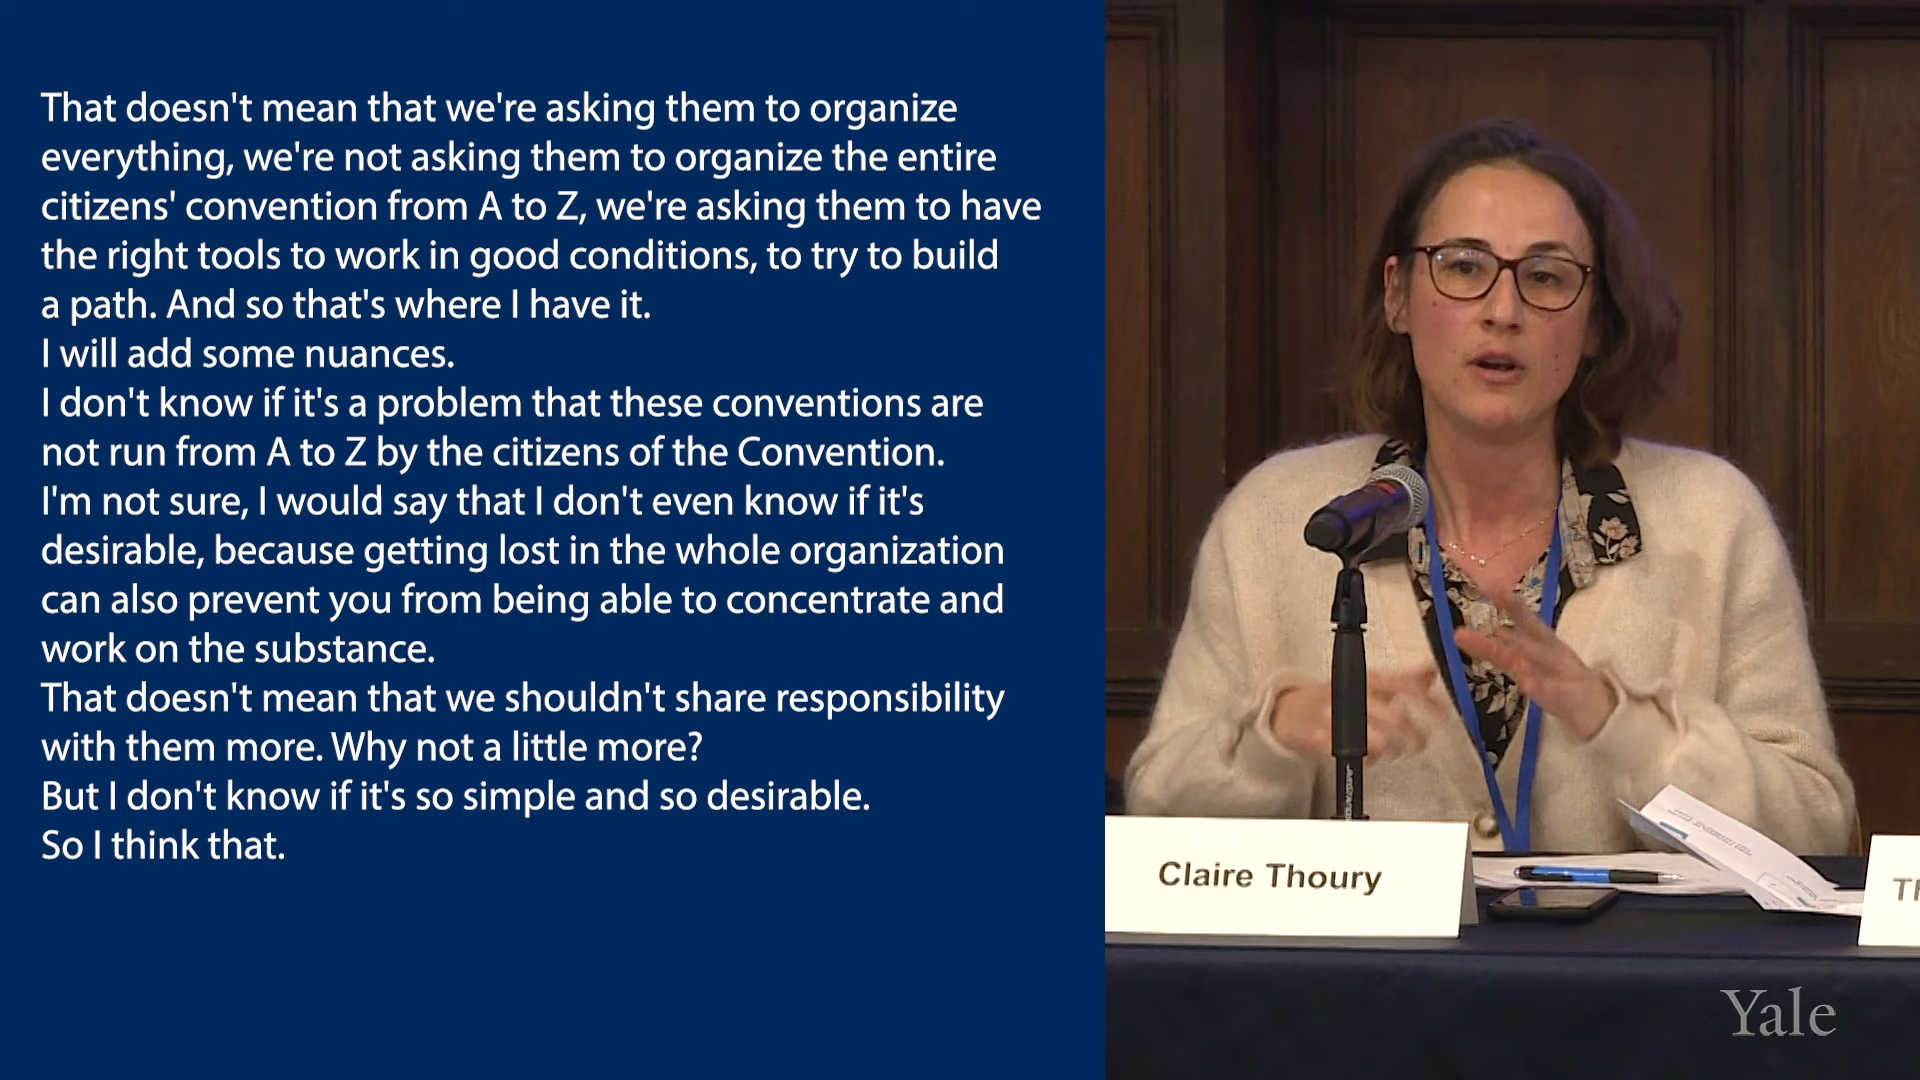 That doesn't mean that we're asking them to organize
everything, we're not asking them to organize the entire
citizens' convention from A to Z, we're asking them to have
the right tools to work in good conditions, to try to build
a path. And so that's where I have it.
I will add some nuances.
I don't know if it's a problem that these conventions are
not run from A to Z by the citizens of the Convention.
I'm not sure, I would say that I don't even know if it's
desirable, because getting lost in the whole organization
can also prevent you from being able to concentrate and
work on the substance.
That doesn't mean that we shouldn't share responsibility
with them more. Why not a little more?
But I don't know if it's so simple and so desirable.
So I think that.
Claire Thoury
Yale